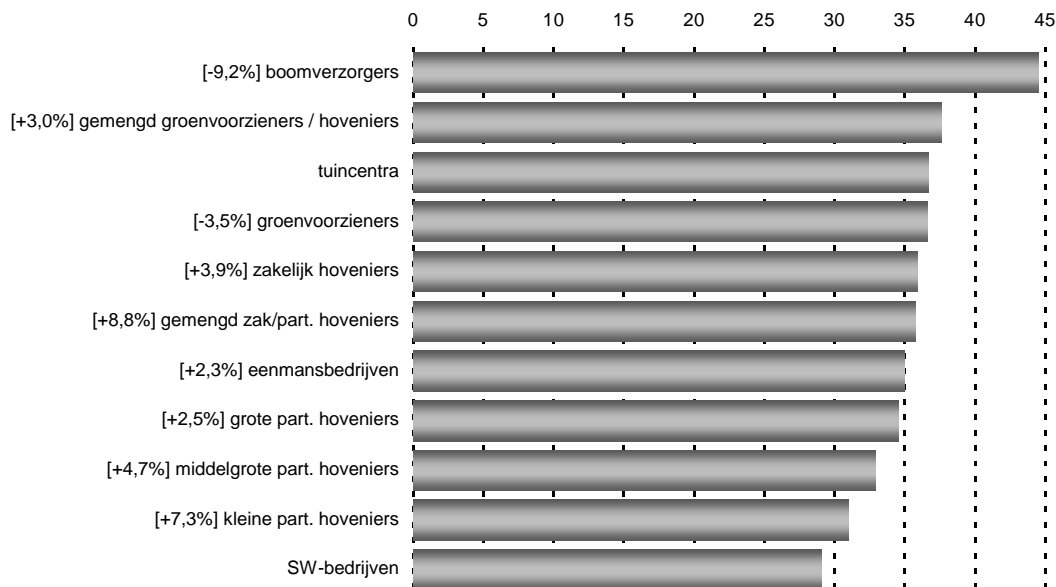 0 5 10 15 20 25 30 35 40 45
[-9,2%] boomverzorgers
[+3,0%] gemengd groenvoorzieners / hoveniers
tuincentra
[-3,5%] groenvoorzieners
[+3,9%] zakelijk hoveniers
[+8,8%] gemengd zak/part. hoveniers
[+2,3%] eenmansbedrijven
[+2,5%] grote part. hoveniers
[+4,7%] middelgrote part. hoveniers
[+7,3%] kleine part. hoveniers
SW-bedrijven